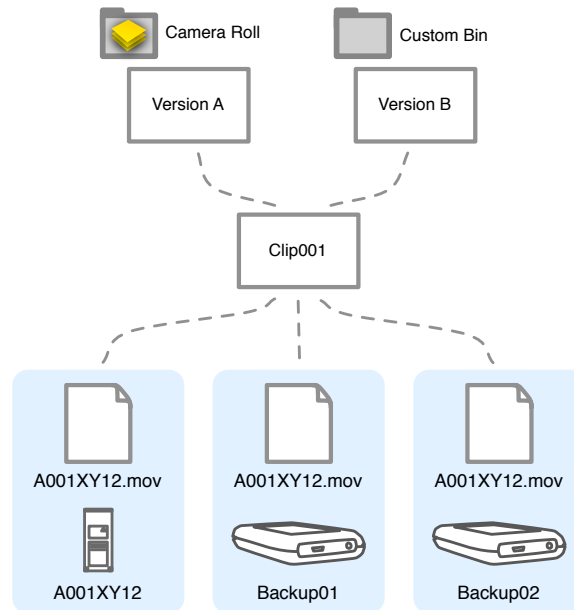 Camera Roll
Custom Bin
Version A
Version B
Clip001
A001XY12.mov
A001XY12.mov
A001XY12.mov
A001XY12
Backup01
Backup02